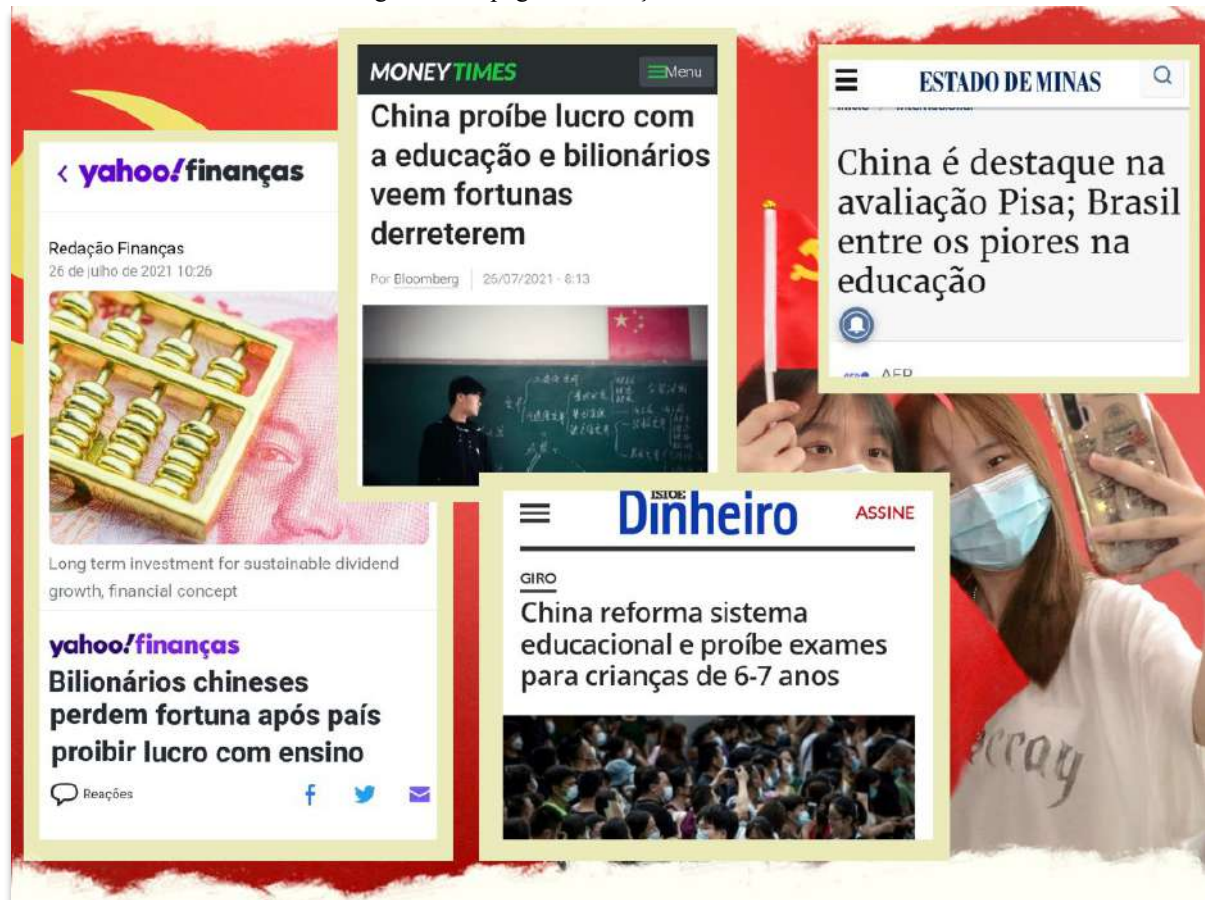 MONEY TIMES
Menu
China proíbe lucro com
a educação e bilionários
veem fortunas
derreterem
Por Bloomberg
26/07/2021 - 8:13
ESTADO DE MINAS
China é destaque na
avaliação Pisa; Brasil
entre os piores na
educação
AFP
yahoo!finanças
Redação Finanças
26 de julho de 2021 10:26
Long term investment for sustainable dividend
growth, financial concept
yahoo!finanças
Bilionários chineses
perdem fortuna após país
proibir lucro com ensino
Reações
ISTOÉ
Dinheiro
ASSINE
GIRO
China reforma sistema
educacional e proíbe exames
para crianças de 6-7 anos